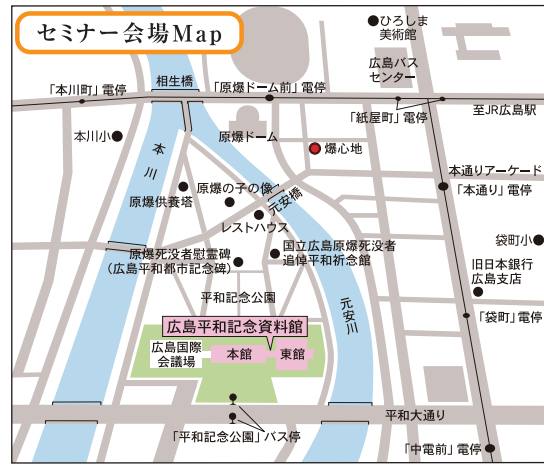 セミナー会場Map
ひろしま
美術館
広島バス
センター
相生橋
「本川町」電停
「原爆ドーム前」電停
至JR広島駅
「紙屋町」電停
本川小
原爆ドーム
爆心地
本川
本通りアーケード
「本通り」電停
原爆の子の像
元安橋
原爆供養塔
レストハウス
袋町小
原爆死没者慰霊碑
（広島平和都市記念碑）
国立広島原爆死没者
追悼平和祈念館
旧日本銀行
広島支店
平和記念公園
元安川
広島平和記念資料館
「袋町」電停
広島国際
会議場
本館
東館
平和大通り
「平和記念公園」バス停
「中電前」電停